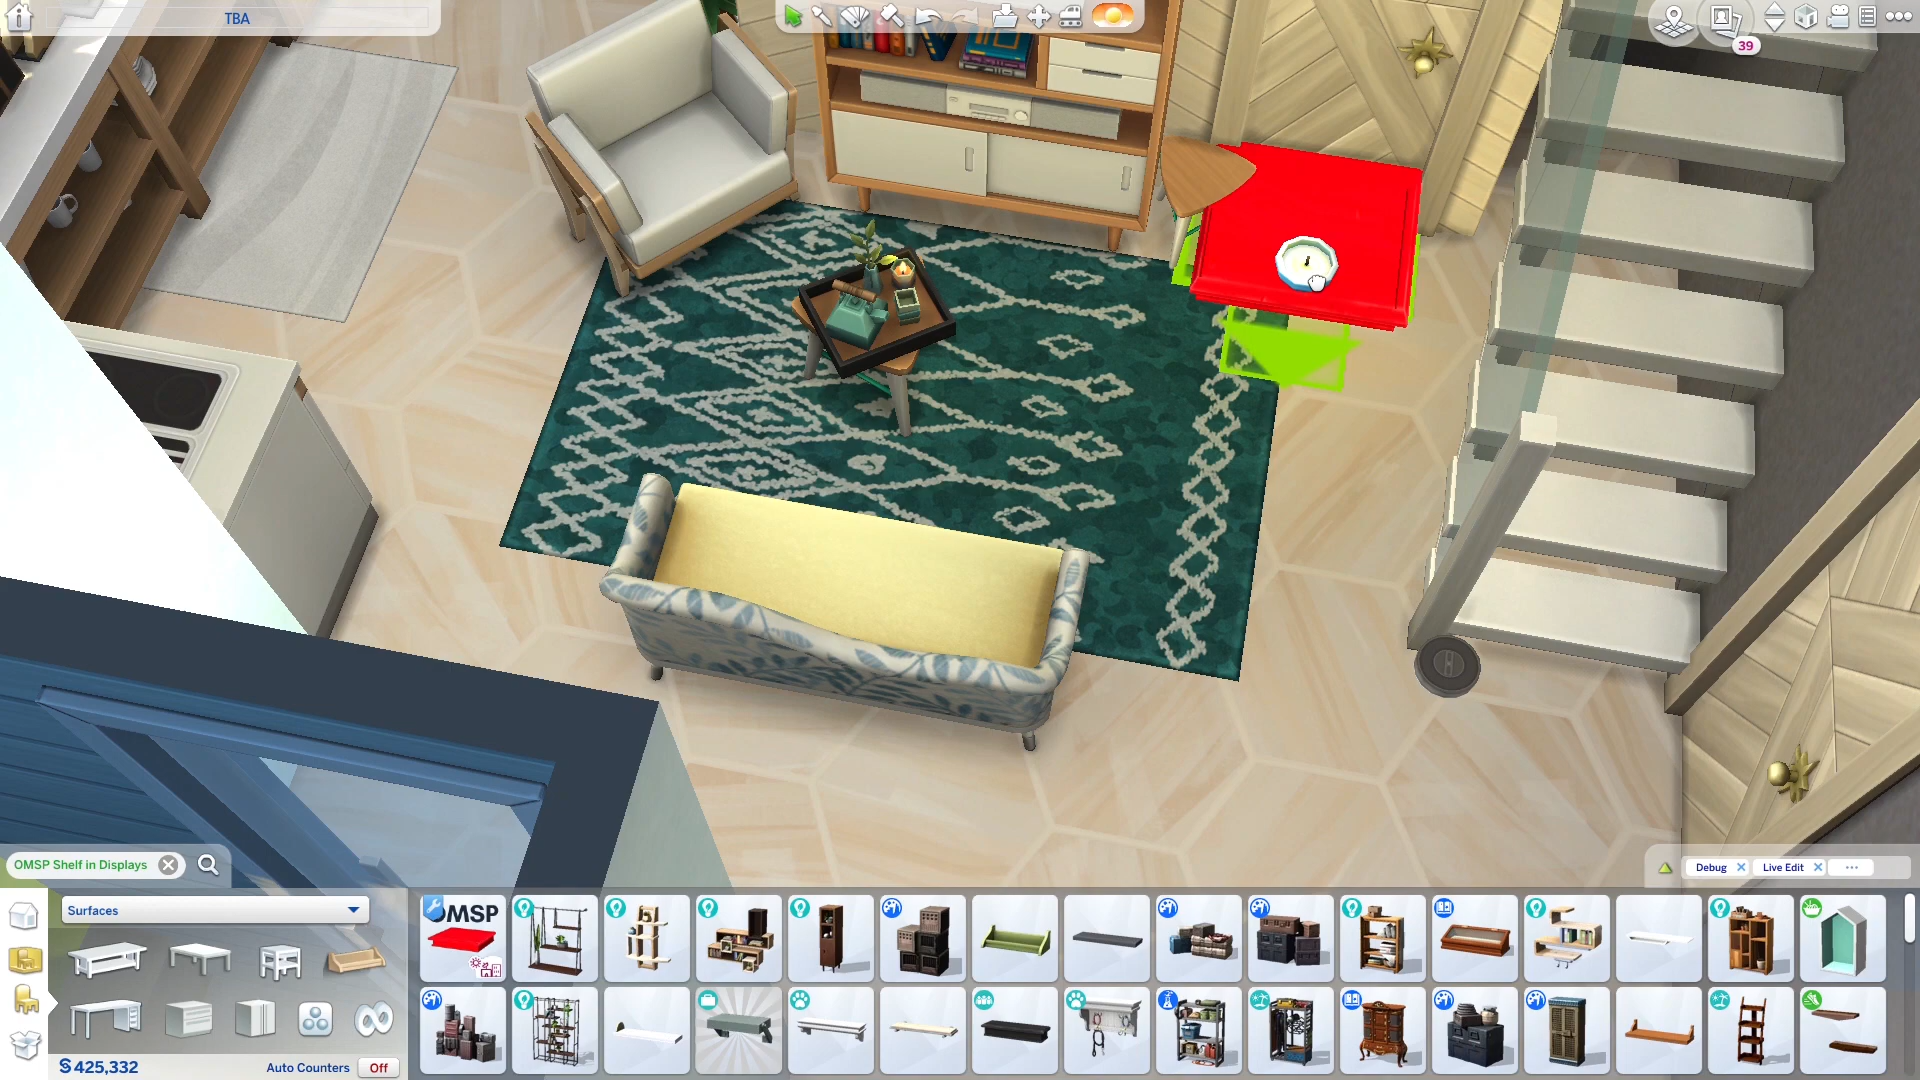 TBA
39
OMSP Shelf in Displays
Debug
Live Edit
Surfaces
OMSP
§425,332
Auto Counters
Off